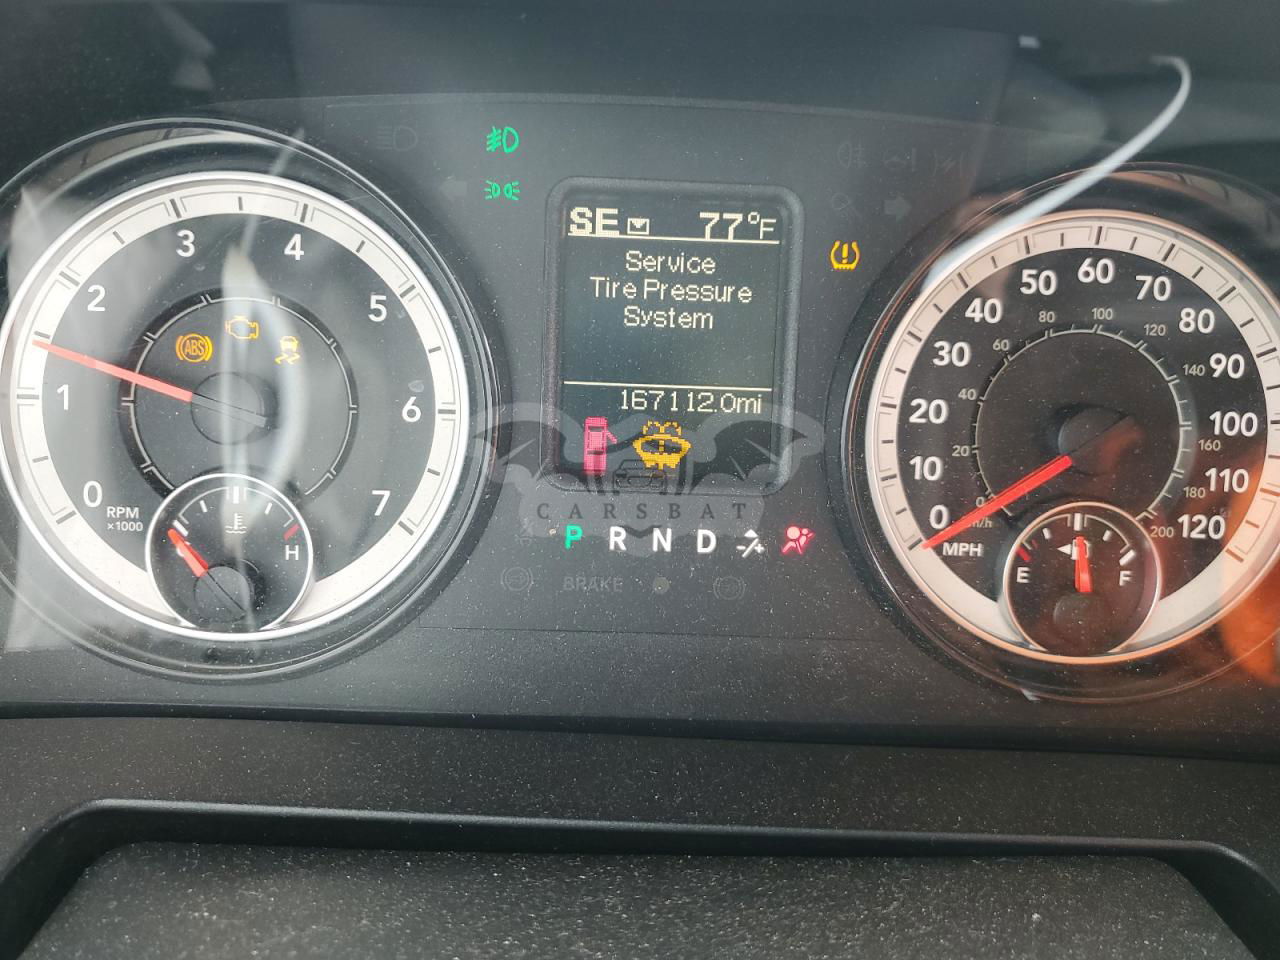 SE 77°F
Service
Tire Pressure
System
167112.0mi
ABS
0 1 2 3 4 5 6 7
RPM
×1000
H
CARSBAT
P R N D
BRAKE
0 10 20 30 40 50 60 70 80 90 100 110 120
MPH
0 20 40 60 80 100 120 140 160 180 200
km/h
E F